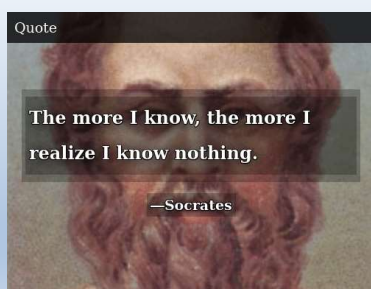 Quote
The more I know, the more I
realize I know nothing.
—Socrates